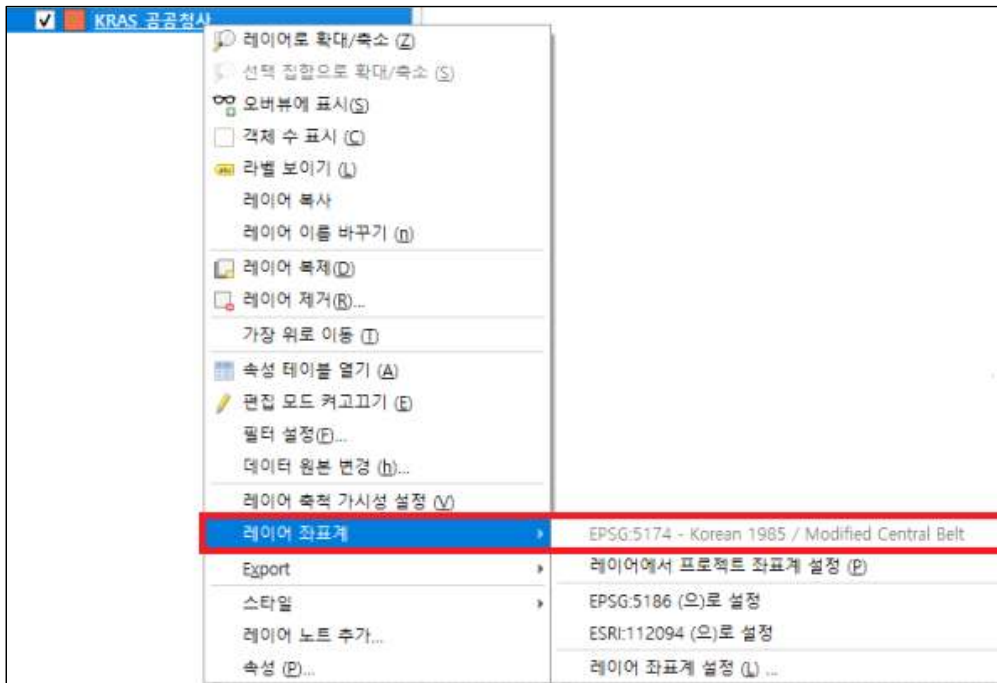 KRAS 공공청사
레이어로 확대/축소 (Z)
선택 집합으로 확대/축소 (S)
오버뷰에 표시(S)
객체 수 표시 (C)
라벨 보이기 (L)
레이어 복사
레이어 이름 바꾸기 (n)
레이어 복제(D)
레이어 제거(R)...
가장 위로 이동 (T)
속성 테이블 열기 (A)
편집 모드 켜고끄기 (E)
필터 설정(F)...
데이터 원본 변경 (h)...
레이어 축척 가시성 설정 (V)
레이어 좌표계
Export
스타일
레이어 노트 추가...
속성 (P)...
EPSG:5174 - Korean 1985 / Modified Central Belt
레이어에서 프로젝트 좌표계 설정 (P)
EPSG:5186 (으)로 설정
ESRI:112094 (으)로 설정
레이어 좌표계 설정 (L) ...